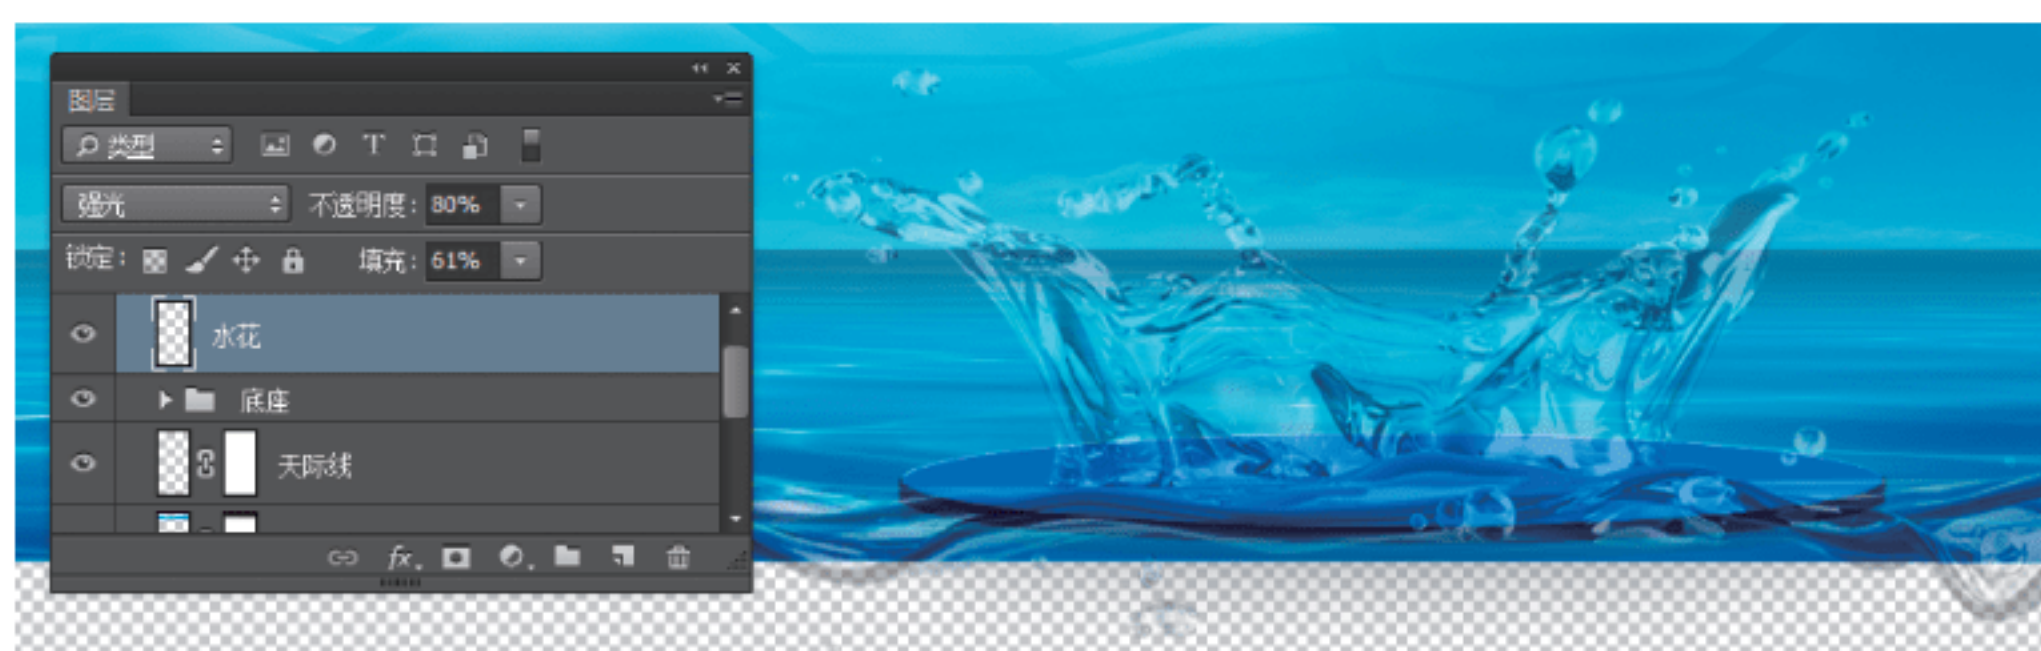 图层
类型
强光 不透明度: 80%
锁定: 填充: 61%
水花
底座
天际线
fx.